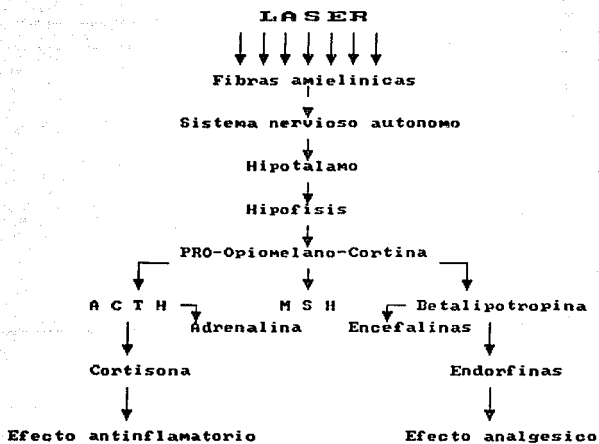 LASER
Fibras amielinicas
Sistema nervioso autonomo
Hipotalamo
Hipofisis
PRO-Opiomelano-Cortina
A C T H M S H Betalipotropina
Adrenalina Encefalinas
Cortisona Endorfinas
Efecto antinflamatorio Efecto analgesico